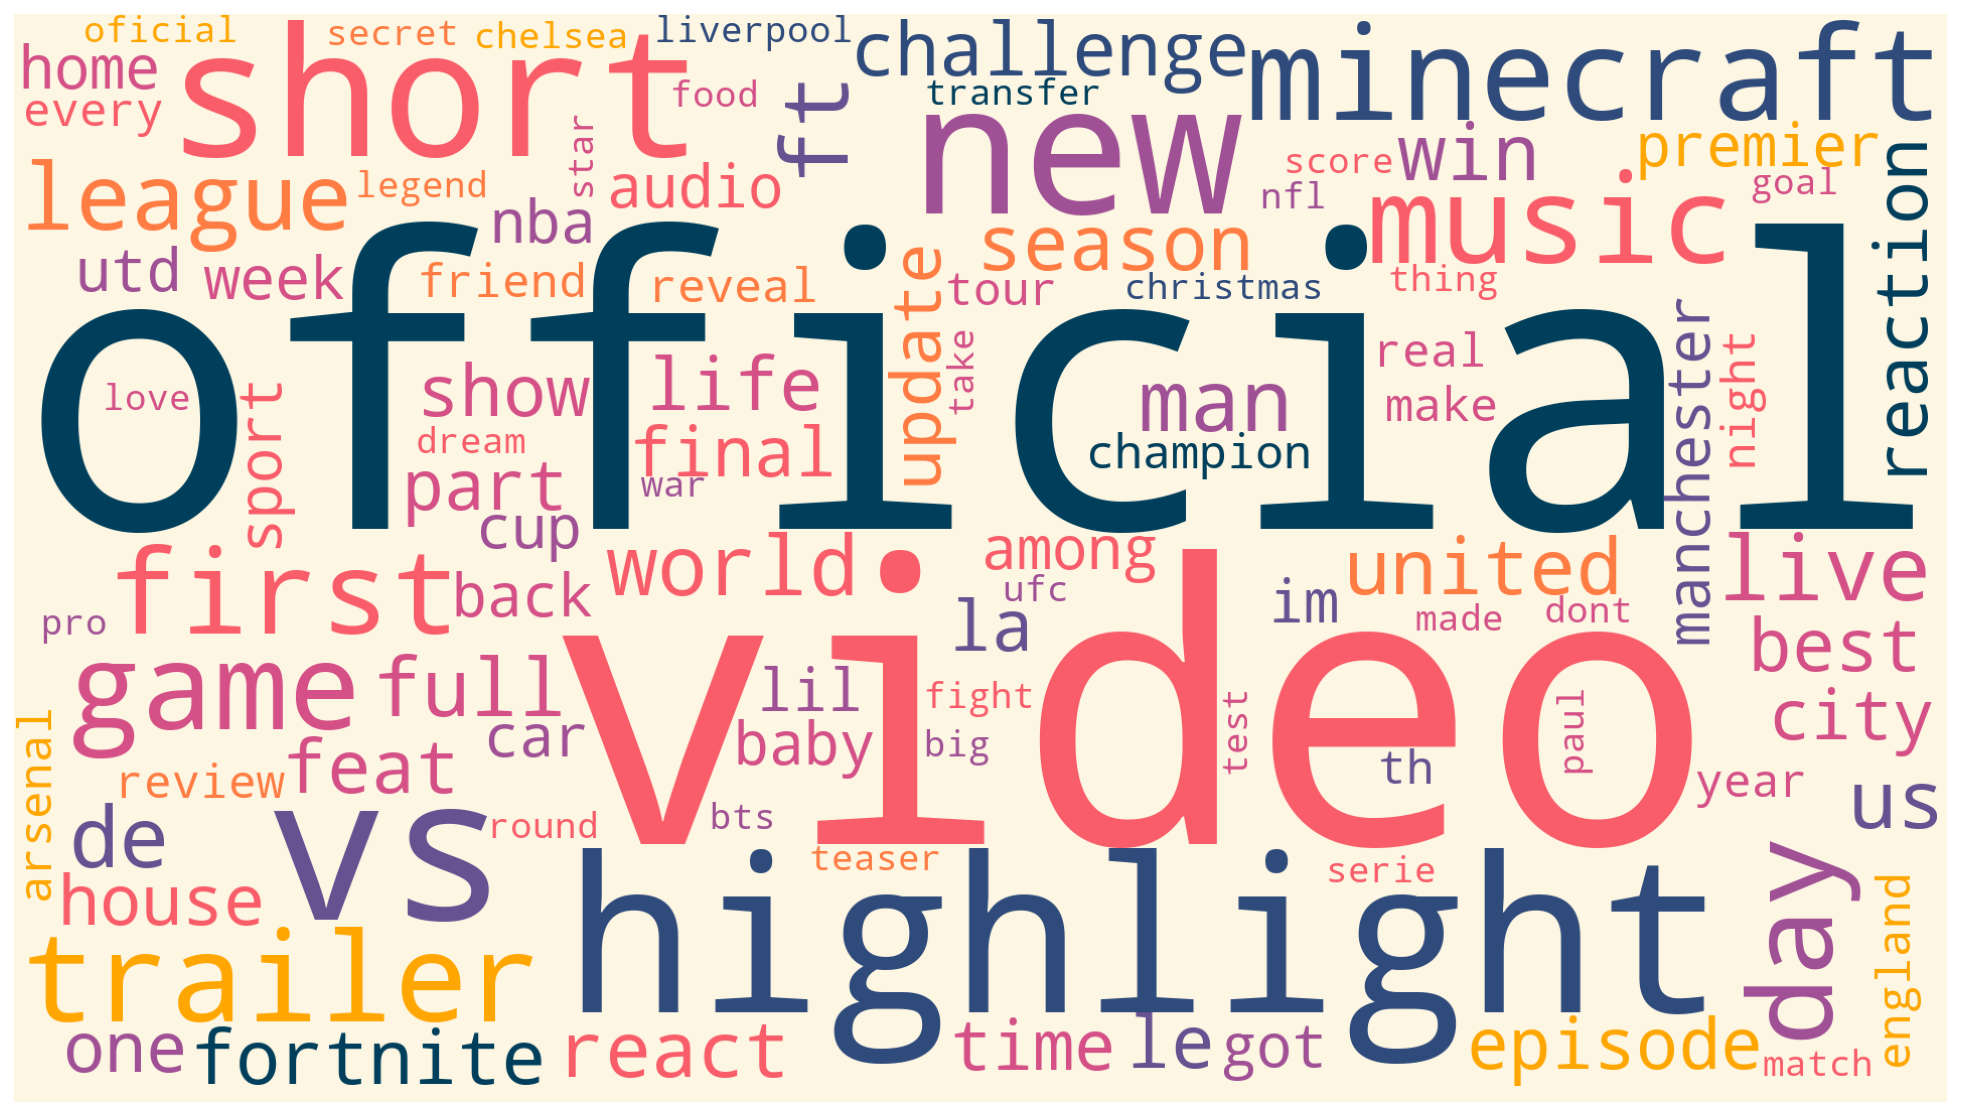 oficial
secret
chelsea
liverpool
home
short
challenge
minecraft
every
food
transfer
ft
new
star
league
legend
audio
score
win
premier
nfl
music
goal
reaction
nba
utd
week
friend
reveal
season
update
tour
christmas
thing
official
love
sport
show
life
take
man
real
make
manchester
night
dream
final
champion
part
war
cup
first
back
world
among
ufc
la
im
united
made
dont
live
pro
best
game
full
car
lil
baby
fight
big
video
test
paul
city
arsenal
review
feat
th
year
us
de
vs
round
bts
teaser
serie
house
highlight
day
england
trailer
one
fortnite
react
time
le
got
episode
match